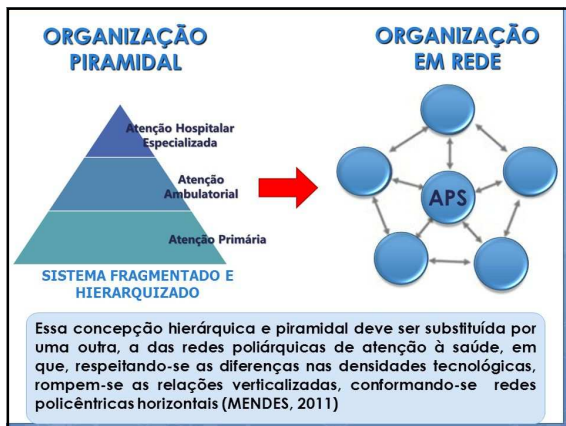 ORGANIZAÇÃO
PIRAMIDAL
ORGANIZAÇÃO
EM REDE
Atenção Hospitalar
Especializada
Atenção
Ambulatorial
Atenção Primária
APS
SISTEMA FRAGMENTADO E
HIERARQUIZADO
Essa concepção hierárquica e piramidal deve ser substituída por
uma outra, a das redes poliárquicas de atenção à saúde, em
que, respeitando-se as diferenças nas densidades tecnológicas,
rompem-se as relações verticalizadas, conformando-se redes
policêntricas horizontais (MENDES, 2011)